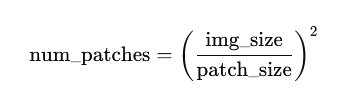 num_patches = (img_size / patch_size)²